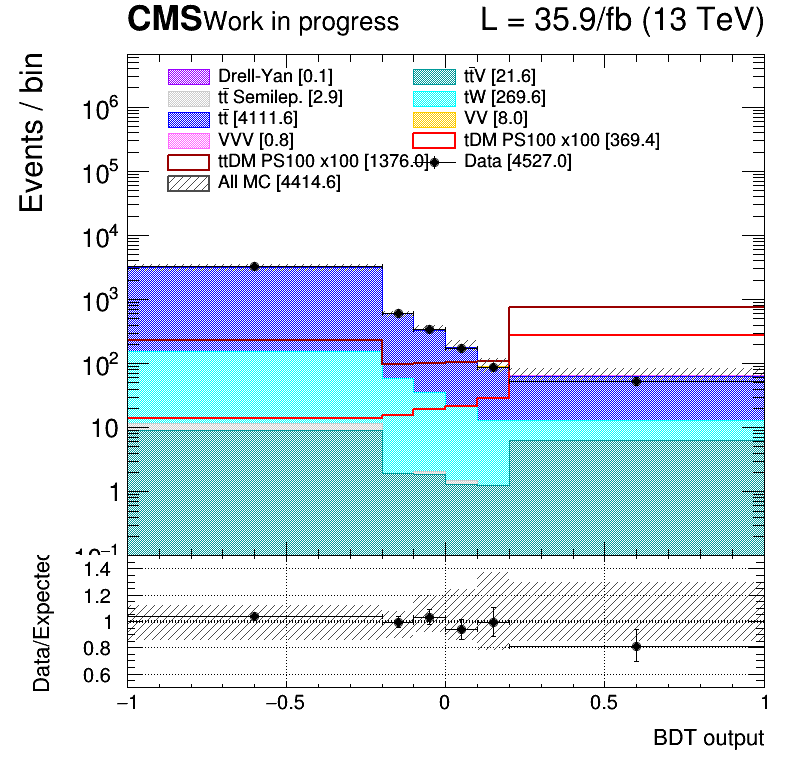 CMS Work in progress L = 35.9/fb (13 TeV)
Events / bin
Drell-Yan [0.1] tt̄V [21.6]
tt̄ Semilep. [2.9] tW [269.6]
tt̄ [4111.6] VV [8.0]
VVV [0.8] tDM PS100 x100 [369.4]
ttDM PS100 x100 [1376.0] Data [4527.0]
All MC [4414.6]
10⁶
10⁵
10⁴
10³
10²
10
1
10⁻¹
Data/Expected
1.4
1.2
1
0.8
0.6
−1 −0.5 0 0.5 1
BDT output